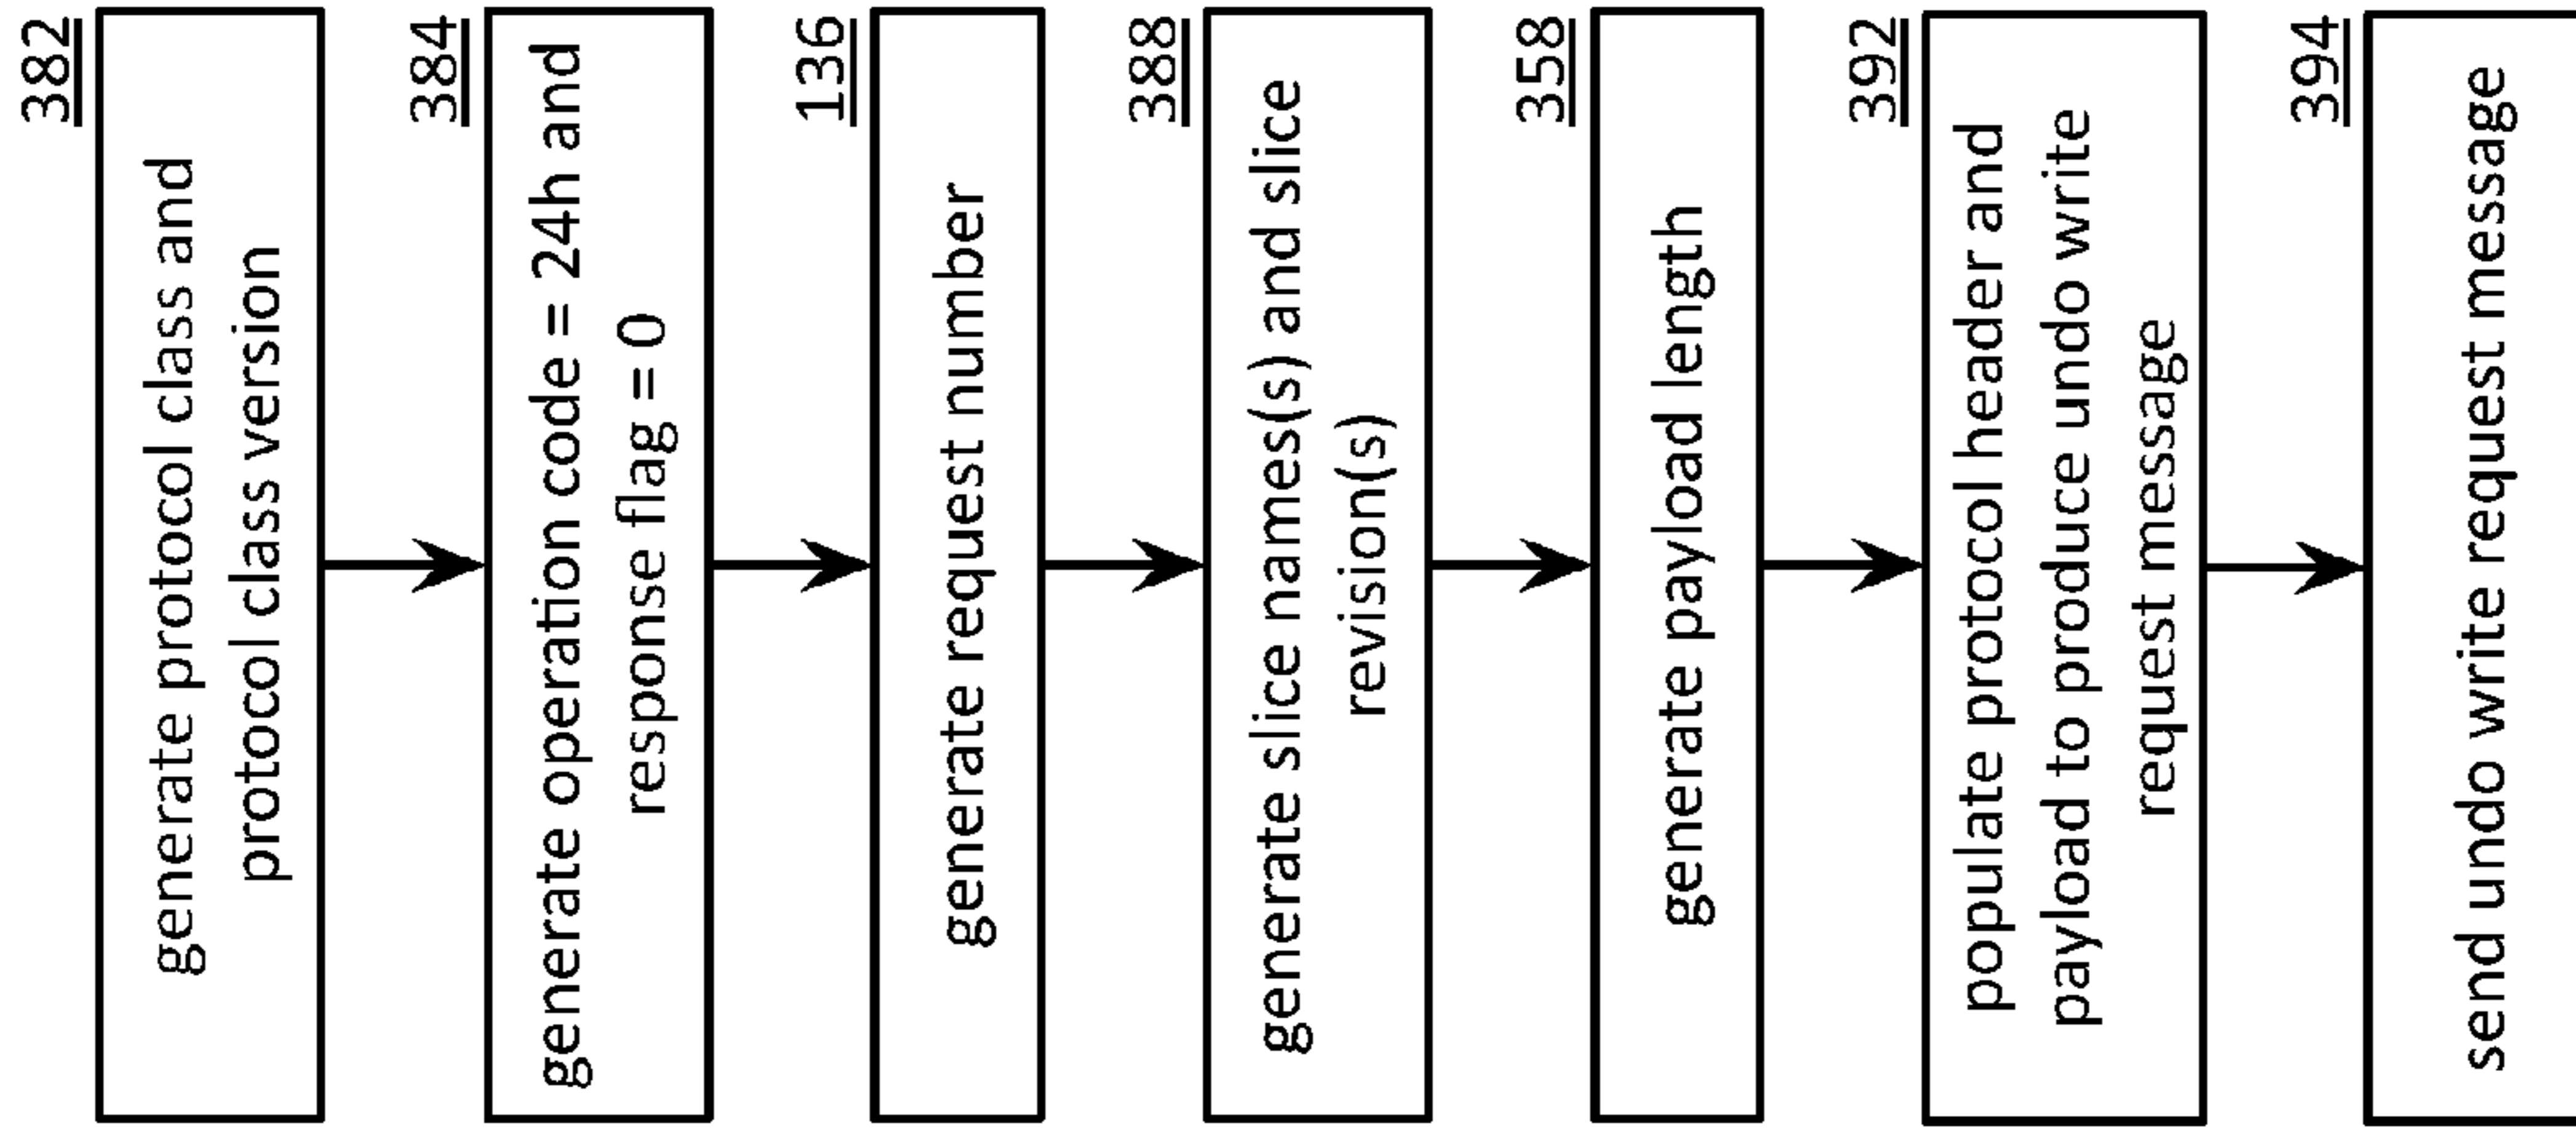 382
generate protocol class and
protocol class version
384
generate operation code = 24h and
response flag = 0
136
generate request number
388
generate slice names(s) and slice
revision(s)
358
generate payload length
392
populate protocol header and
payload to produce undo write
request message
394
send undo write request message